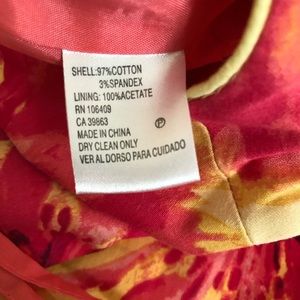 SHELL:97%COTTON
3%SPANDEX
LINING: 100%ACETATE
RN 106409
CA 39863
MADE IN CHINA
DRY CLEAN ONLY
VER AL DORSO PARA CUIDADO
P